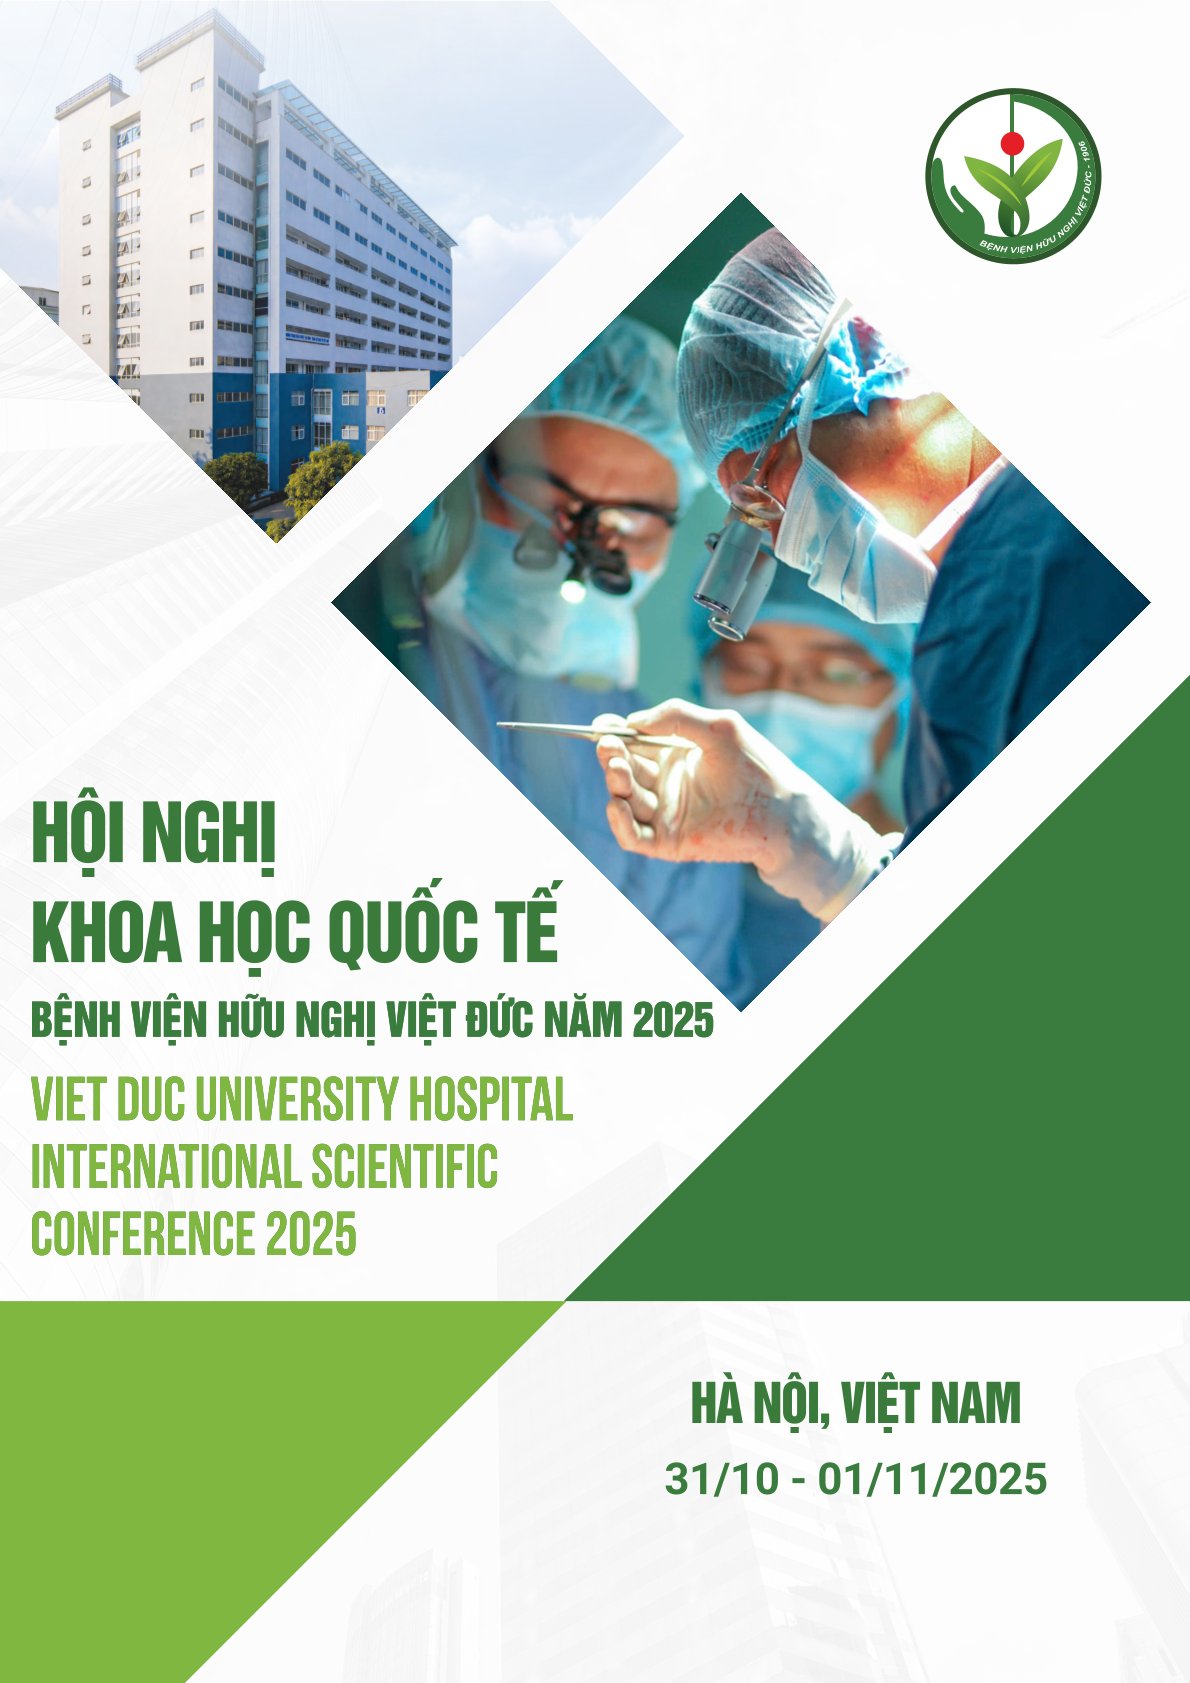 BỆNH VIỆN HỮU NGHỊ VIỆT ĐỨC - 1906
HỘI NGHỊ
KHOA HỌC QUỐC TẾ
BỆNH VIỆN HỮU NGHỊ VIỆT ĐỨC NĂM 2025
VIET DUC UNIVERSITY HOSPITAL
INTERNATIONAL SCIENTIFIC
CONFERENCE 2025
HÀ NỘI, VIỆT NAM
31/10 - 01/11/2025